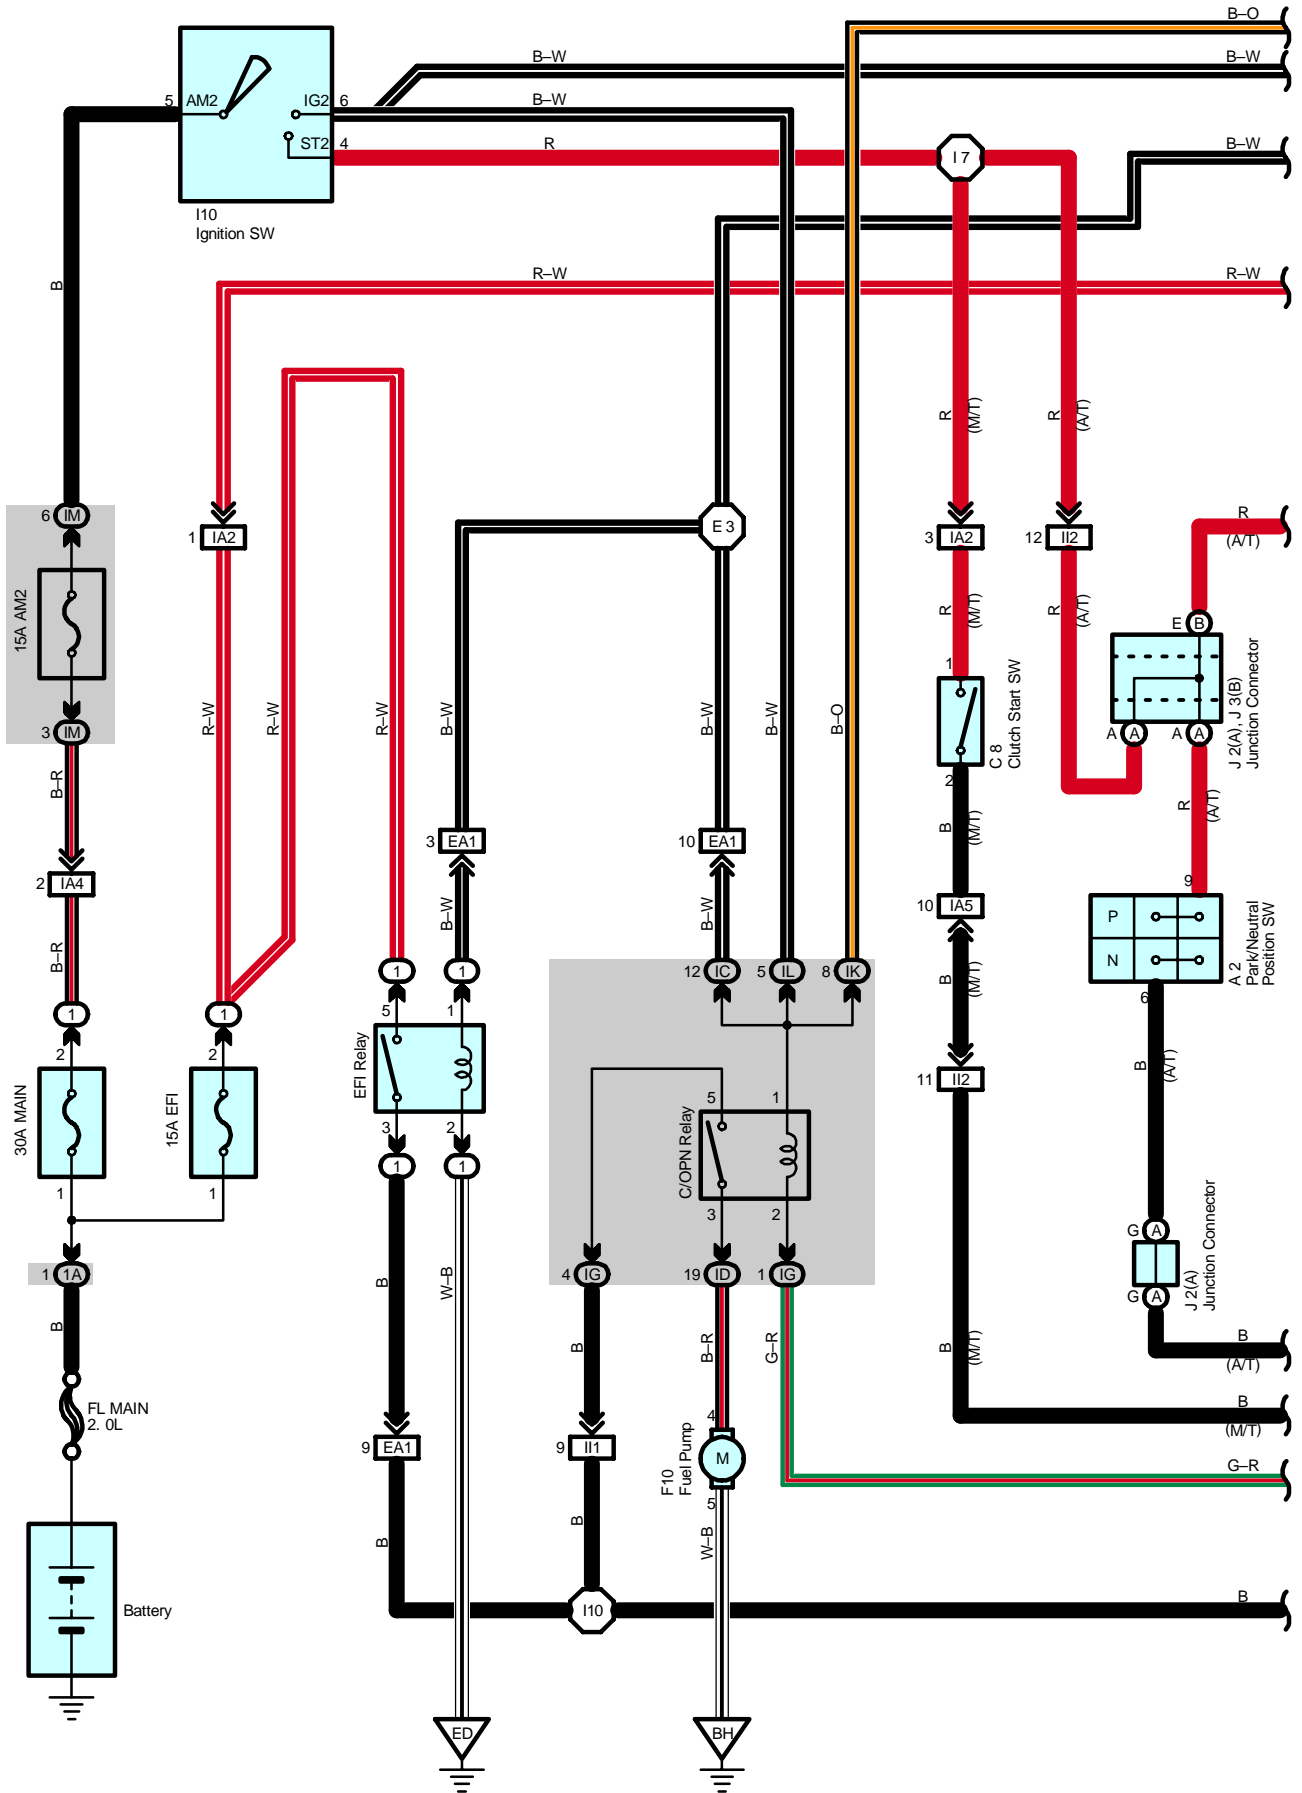 B–O
B–W
B–W
5
AM2
IG2
6
B–W
ST2
4
R
I 7
B–W
I10
Ignition SW
B
R–W
R–W
R
(M/T)
R
(A/T)
6
IM
15A AM2
3
IM
1
IA2
E 3
3
IA2
12
II2
R
(A/T)
R
(M/T)
R
(A/T)
E
B
1
C 8
Clutch Start SW
2
A
A
A
A
J 2(A), J 3(B)
Junction Connector
R–W
R–W
R–W
B–W
B–W
B–W
B–O
B–R
2
IA4
B–R
3
EA1
10
EA1
B–W
B–W
B
(M/T)
R
(A/T)
9
P
N
A 2
Park/Neutral
Position SW
6
10
IA5
B
(M/T)
1
1
1
1
12
IC
5
IL
8
IK
2
30A MAIN
1
2
15A EFI
1
5
1
EFI Relay
3
2
1
1
5
1
C/OPN Relay
3
2
11
II2
B
(A/T)
1
1A
4
IG
19
ID
1
IG
G
A
G
A
J 2(A)
Junction Connector
B
B
W–B
B
B–R
G–R
B
(M/T)
B
(A/T)
FL MAIN
2. 0L
B
(M/T)
9
EA1
9
II1
4
M
F10
Fuel Pump
5
G–R
B
B
W–B
Battery
I10
B
ED
BH